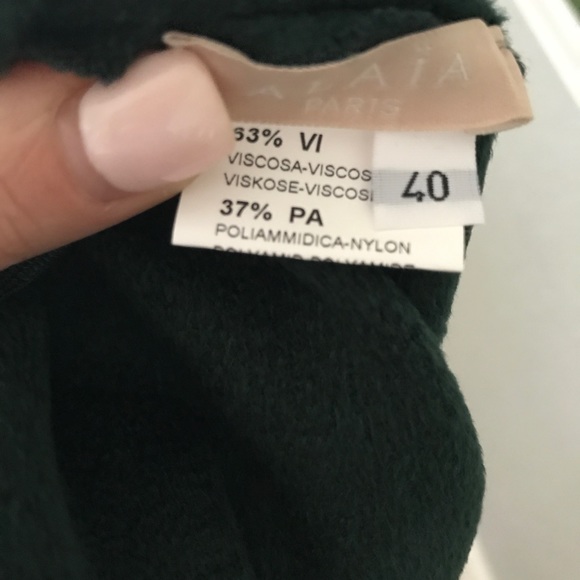 ALAÏA
PARIS
63% VI
VISCOSA-VISCOS
VISKOSE-VISCOS
40
37% PA
POLIAMMIDICA-NYLON